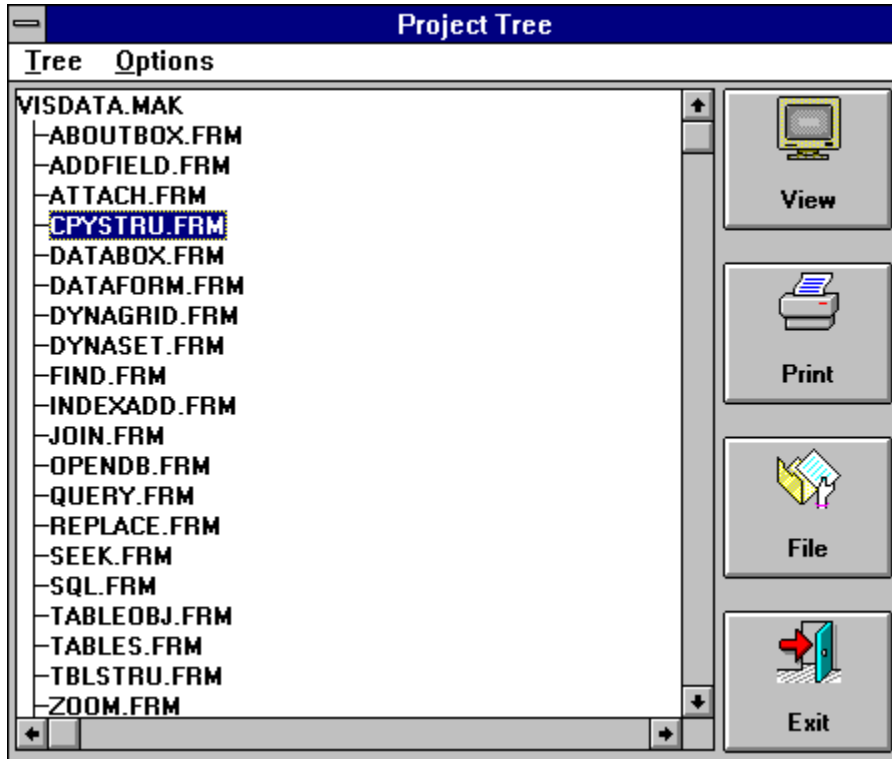 Project Tree
Tree Options
VISDATA.MAK
ABOUTBOX.FRM
ADDFIELD.FRM
ATTACH.FRM
CPYSTRU.FRM
DATABOX.FRM
DATAFORM.FRM
DYNAGRID.FRM
DYNASET.FRM
FIND.FRM
INDEXADD.FRM
JOIN.FRM
OPENDB.FRM
QUERY.FRM
REPLACE.FRM
SEEK.FRM
SQL.FRM
TABLEOBJ.FRM
TABLES.FRM
TBLSTRU.FRM
ZOOM.FRM
View
Print
File
Exit